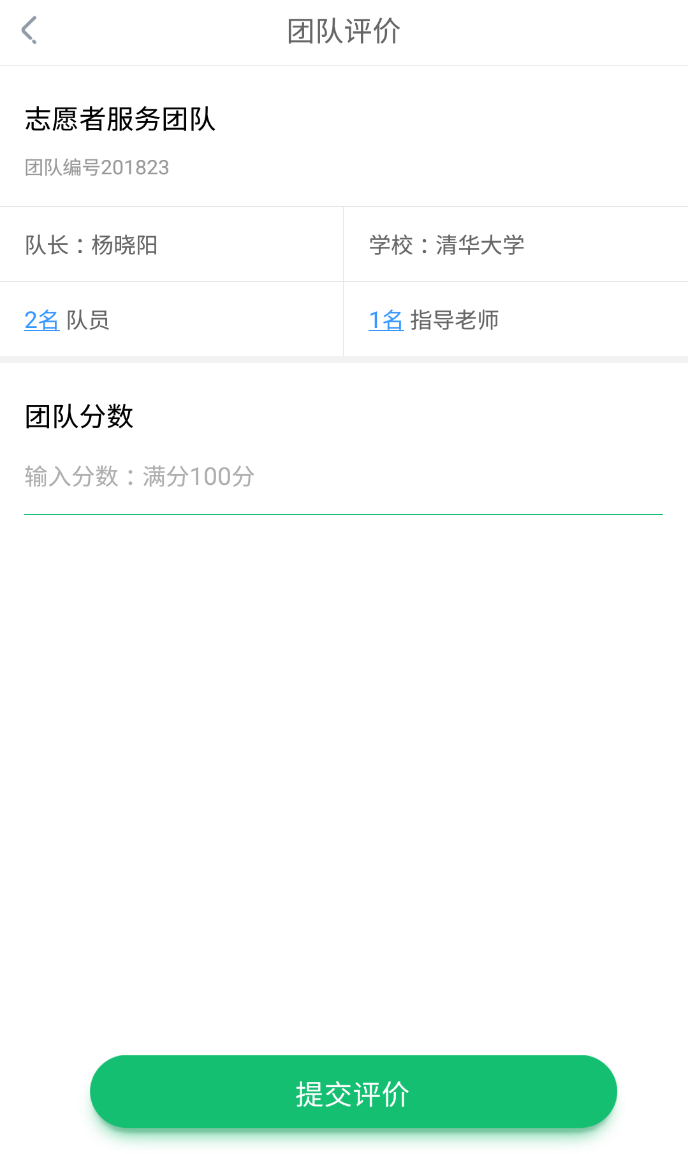 团队评价
志愿者服务团队
团队编号201823
队长：杨晓阳
学校：清华大学
2名 队员
1名 指导老师
团队分数
输入分数：满分100分
提交评价